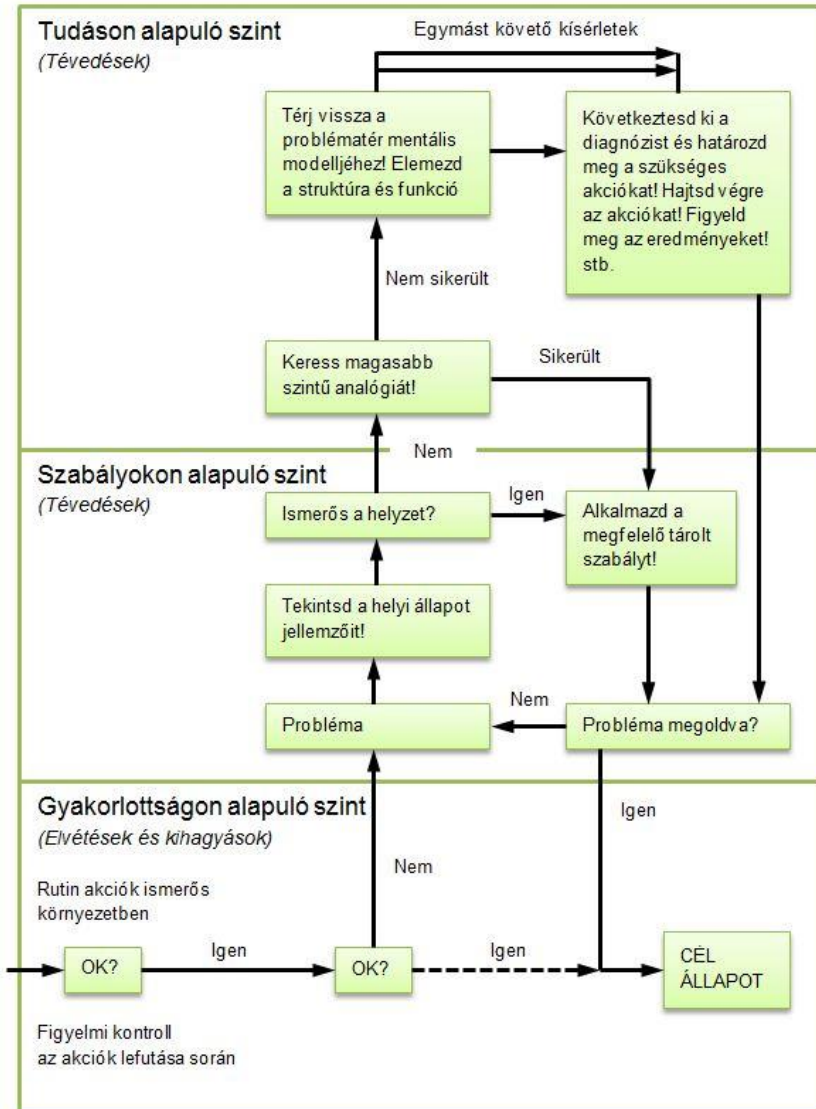 Tudáson alapuló szint
(Tévedések)
Egymást követő kísérletek
Térj vissza a
problématér mentális
modelljéhez! Elemezd
a struktúra és funkció
Következtesd ki a
diagnózist és határozd
meg a szükséges
akciókat! Hajtsd végre
az akciókat! Figyeld
meg az eredményeket!
stb.
Nem sikerült
Keress magasabb
szintű analógiát!
Sikerült
Nem
Szabályokon alapuló szint
(Tévedések)
Ismerős a helyzet?
Igen
Alkalmazd a
megfelelő tárolt
szabályt!
Tekintsd a helyi állapot
jellemzőit!
Probléma
Nem
Probléma megoldva?
Gyakorlottságon alapuló szint
(Elvétések és kihagyások)
Igen
Nem
Rutin akciók ismerős
környezetben
OK?
Igen
OK?
Igen
CÉL
ÁLLAPOT
Figyelmi kontroll
az akciók lefutása során